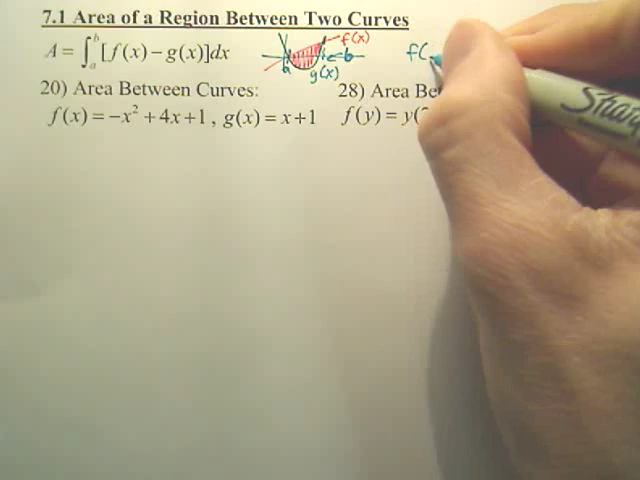 7.1 Area of a Region Between Two Curves
A = ∫_a^b [f(x) − g(x)]dx
f(x)
a
b
g(x)
f(
20) Area Between Curves:
28) Area Be
f(x) = −x² + 4x + 1 , g(x) = x + 1
f(y) = y(
Sharp